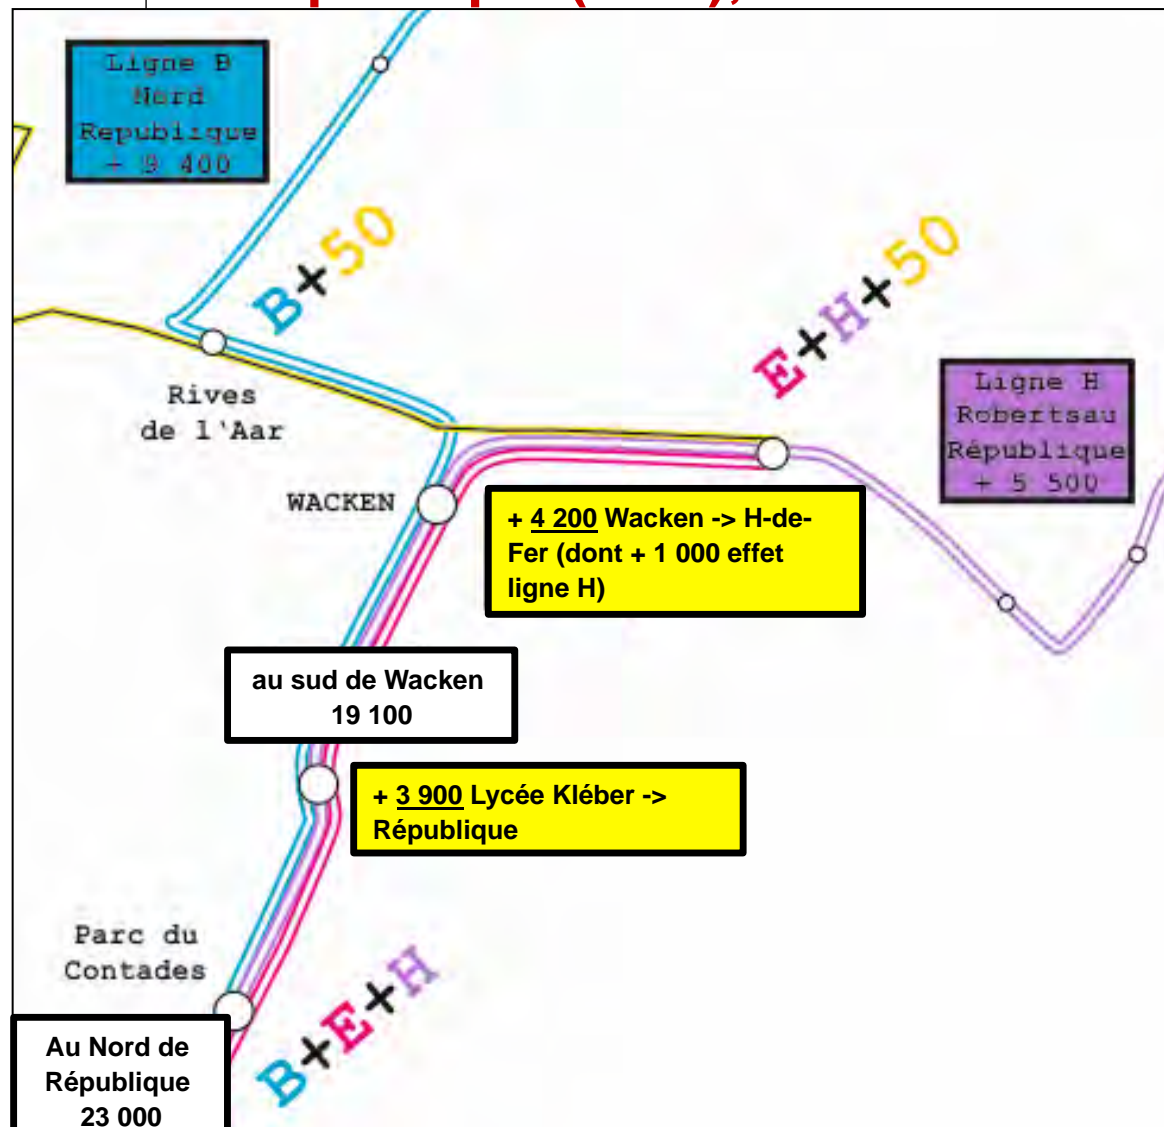 Ligne B
Nord
Republique
+ 9 400
B+50
E+H+50
Rives
de l'Aar
Ligne H
Robertsau
République
+ 5 500
WACKEN
+ 4 200 Wacken -> H-de-
Fer (dont + 1 000 effet
ligne H)
au sud de Wacken
19 100
+ 3 900 Lycée Kléber ->
République
Parc du
Contades
B+E+H
Au Nord de
République
23 000